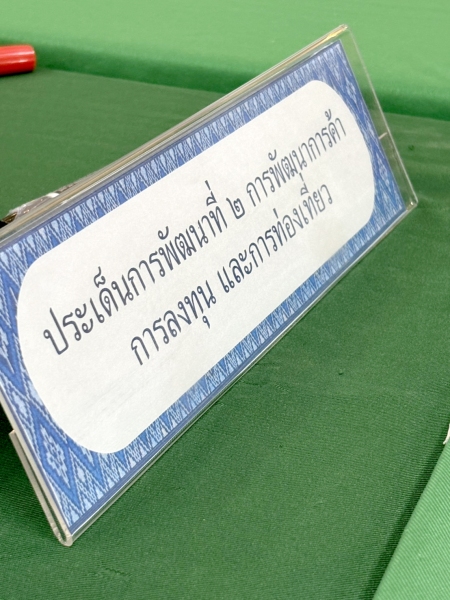 ประเด็นการพัฒนาที่ ๒ การพัฒนาการค้า
การลงทุน และการท่องเที่ยว